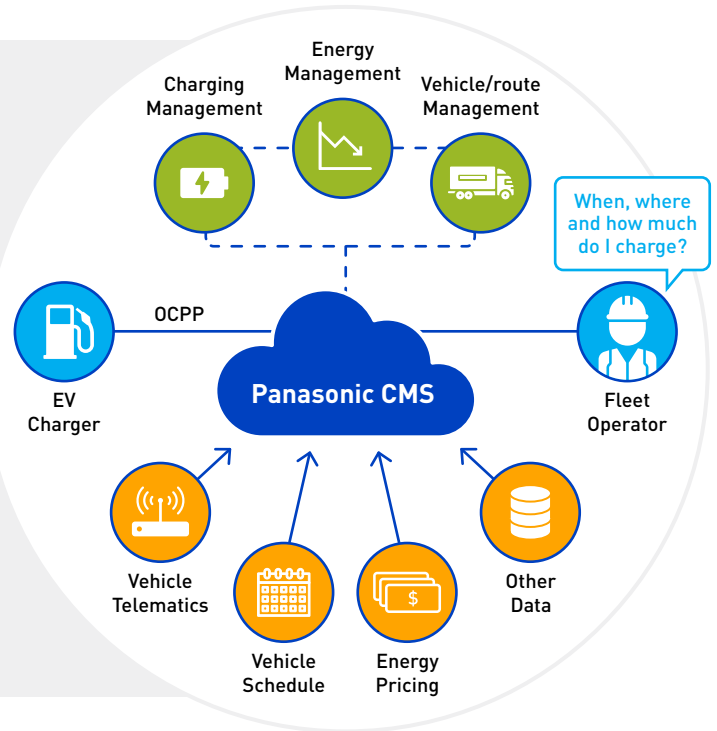 Energy
Management
Charging
Management
Vehicle/route
Management
When, where
and how much
do I charge?
OCPP
Panasonic CMS
EV
Charger
Fleet
Operator
Vehicle
Telematics
Other
Data
$
Vehicle
Schedule
Energy
Pricing